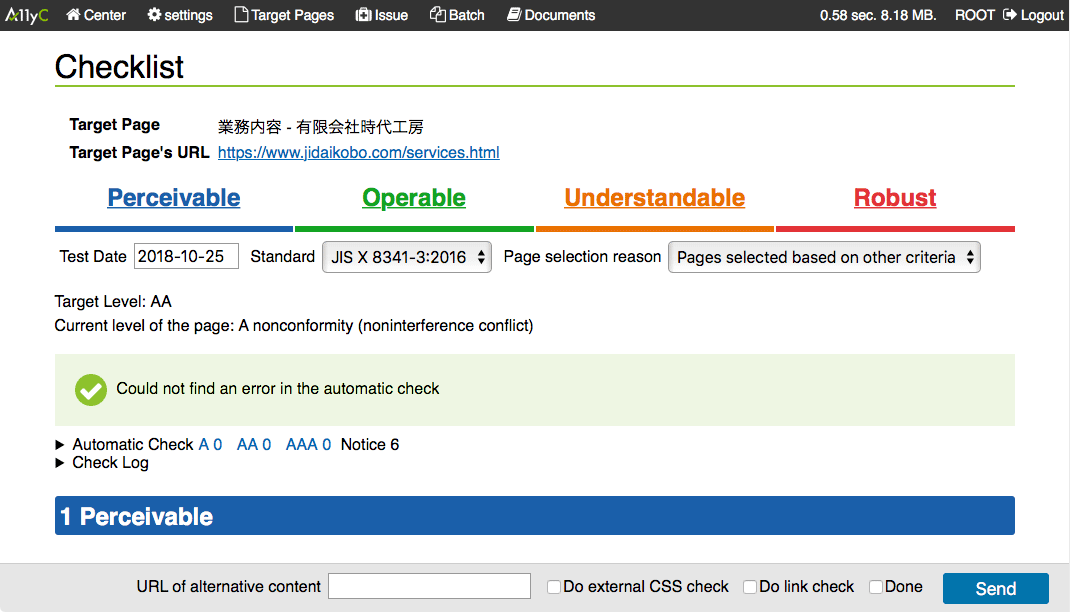 A11yC Center settings Target Pages Issue Batch Documents 0.58 sec. 8.18 MB. ROOT Logout
Checklist
Target Page 業務内容 - 有限会社時代工房
Target Page's URL https://www.jidaikobo.com/services.html
Perceivable Operable Understandable Robust
Test Date 2018-10-25 Standard JIS X 8341-3:2016 Page selection reason Pages selected based on other criteria
Target Level: AA
Current level of the page: A nonconformity (noninterference conflict)
Could not find an error in the automatic check
Automatic Check A 0 AA 0 AAA 0 Notice 6
Check Log
1 Perceivable
URL of alternative content Do external CSS check Do link check Done Send